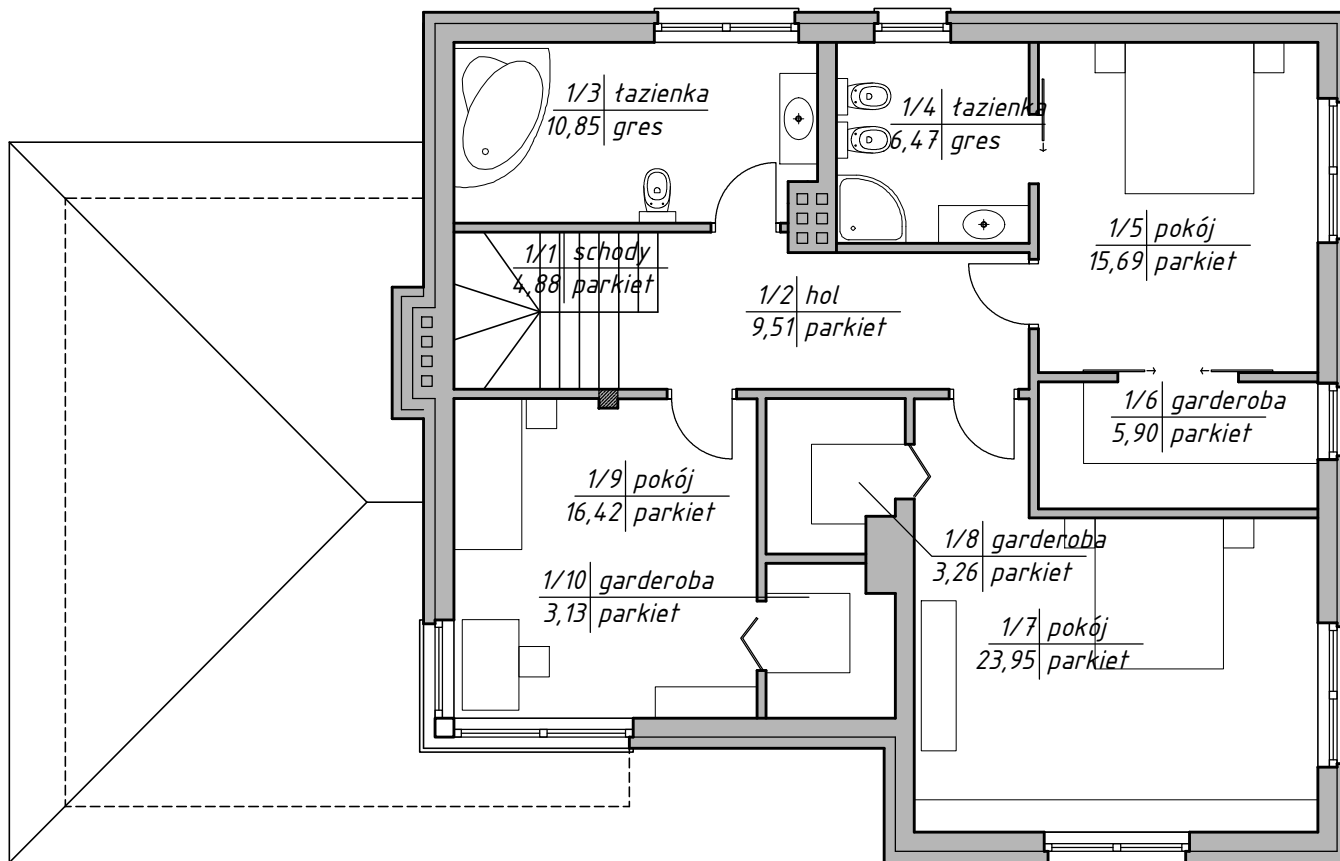 1/3 łazienka
10,85 gres
1/4 łazienka
6,47 gres
1/1 schody
4,88 parkiet
1/2 hol
9,51 parkiet
1/5 pokój
15,69 parkiet
1/6 garderoba
5,90 parkiet
1/9 pokój
16,42 parkiet
1/8 garderoba
3,26 parkiet
1/10 garderoba
3,13 parkiet
1/7 pokój
23,95 parkiet